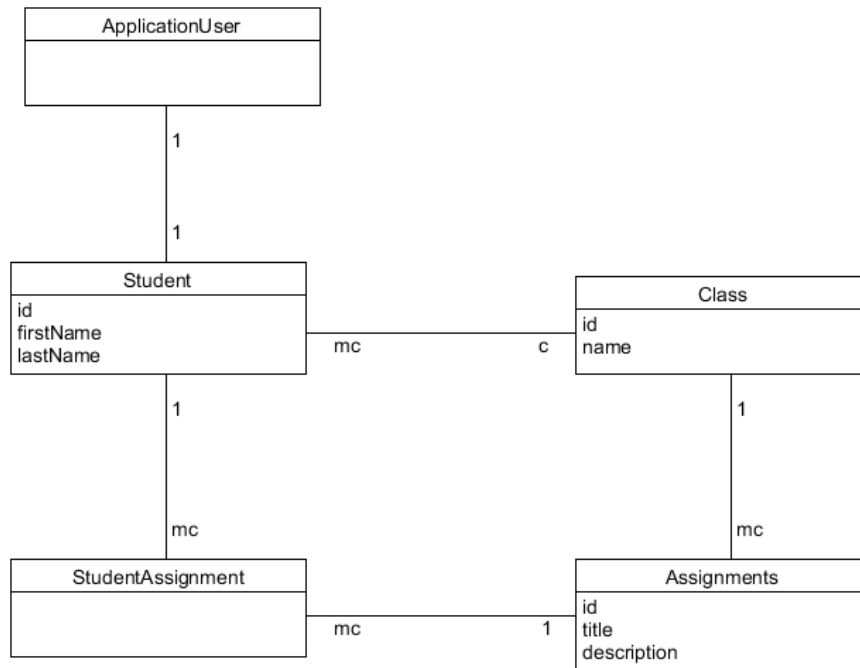 ApplicationUser
1
1
Student
id
firstName
lastName
mc
c
Class
id
name
1
mc
1
mc
StudentAssignment
mc
1
Assignments
id
title
description